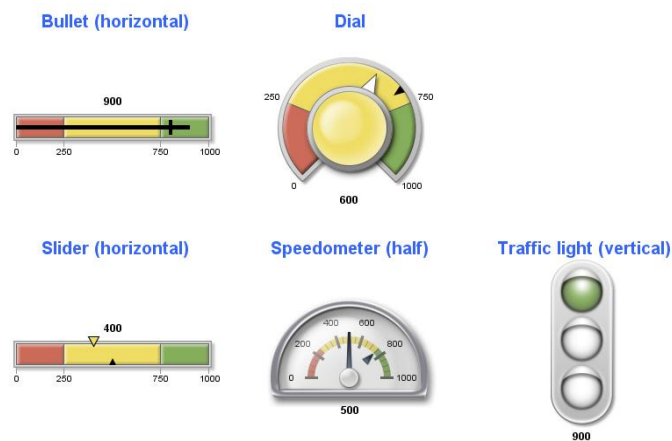 Bullet (horizontal)
Dial
900
0 250 750 1000
250 750
0 1000
600
Slider (horizontal)
Speedometer (half)
Traffic light (vertical)
400
0 250 750 1000
400 600
200 800
0 1000
500
900